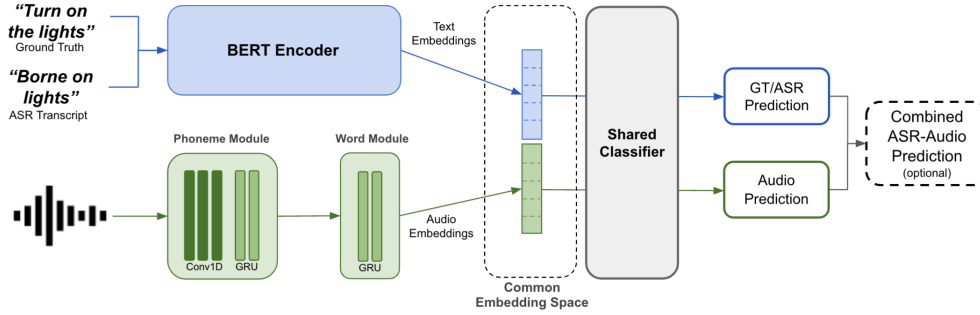 “Turn on
the lights”
Ground Truth
“Borne on
lights”
ASR Transcript
BERT Encoder
Text
Embeddings
Phoneme Module
Conv1D
GRU
Word Module
GRU
Audio
Embeddings
Common
Embedding Space
Shared
Classifier
GT/ASR
Prediction
Audio
Prediction
Combined
ASR-Audio
Prediction
(optional)